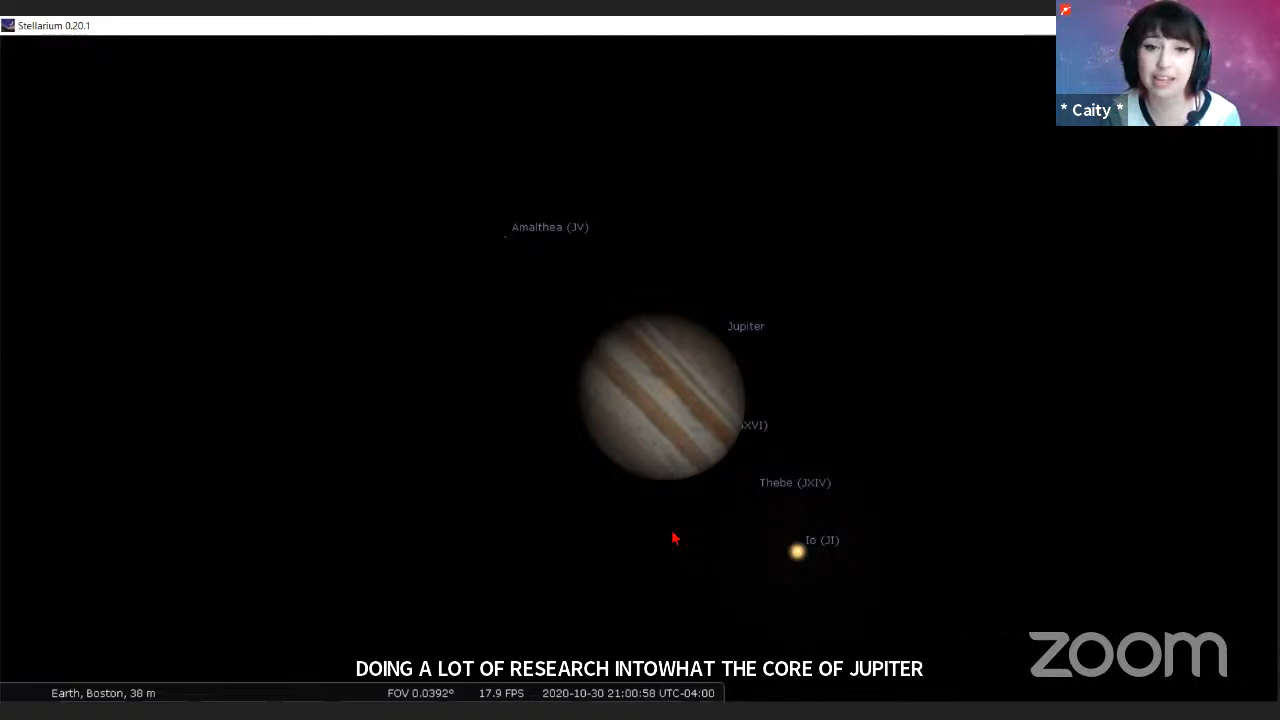 Stellarium 0.20.1
* Caity *
Amalthea (JV)
Jupiter
XVI)
Thebe (JXIV)
Io (JI)
zoom
DOING A LOT OF RESEARCH INTOWHAT THE CORE OF JUPITER
Earth, Boston, 38 m
FOV 0.0392º
17.9 FPS
2020-10-30 21:00:58 UTC-04:00